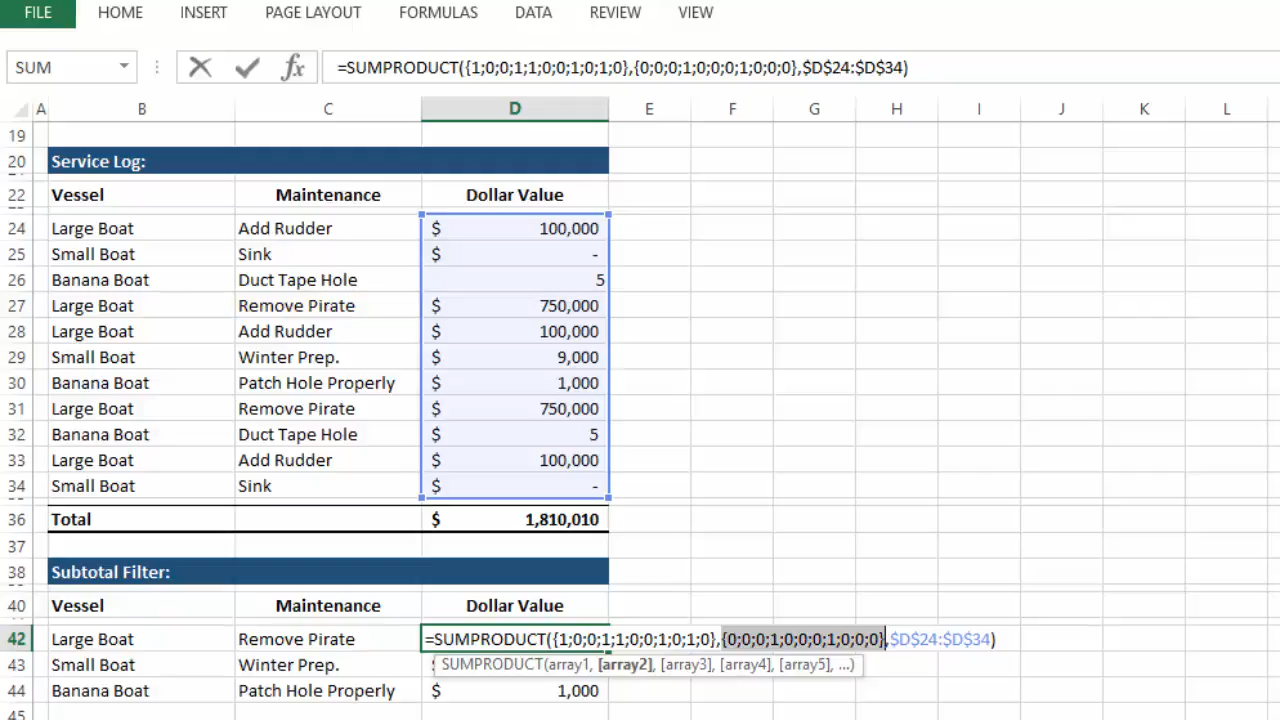 FILE HOME INSERT PAGE LAYOUT FORMULAS DATA REVIEW VIEW
SUM fx =SUMPRODUCT({1;0;0;1;1;0;0;1;0;1;0},{0;0;0;1;0;0;0;1;0;0;0},$D$24:$D$34)
A B C D E F G H I J K L
19
20 Service Log:
22 Vessel Maintenance Dollar Value
24 Large Boat Add Rudder $ 100,000
25 Small Boat Sink $ -
26 Banana Boat Duct Tape Hole 5
27 Large Boat Remove Pirate $ 750,000
28 Large Boat Add Rudder $ 100,000
29 Small Boat Winter Prep. $ 9,000
30 Banana Boat Patch Hole Properly $ 1,000
31 Large Boat Remove Pirate $ 750,000
32 Banana Boat Duct Tape Hole $ 5
33 Large Boat Add Rudder $ 100,000
34 Small Boat Sink $ -
36 Total $ 1,810,010
37
38 Subtotal Filter:
40 Vessel Maintenance Dollar Value
42 Large Boat Remove Pirate =SUMPRODUCT({1;0;0;1;1;0;0;1;0;1;0},{0;0;0;1;0;0;0;1;0;0;0},$D$24:$D$34)
43 Small Boat Winter Prep. SUMPRODUCT(array1, [array2], [array3], [array4], [array5], ...)
44 Banana Boat Patch Hole Properly $ 1,000
45